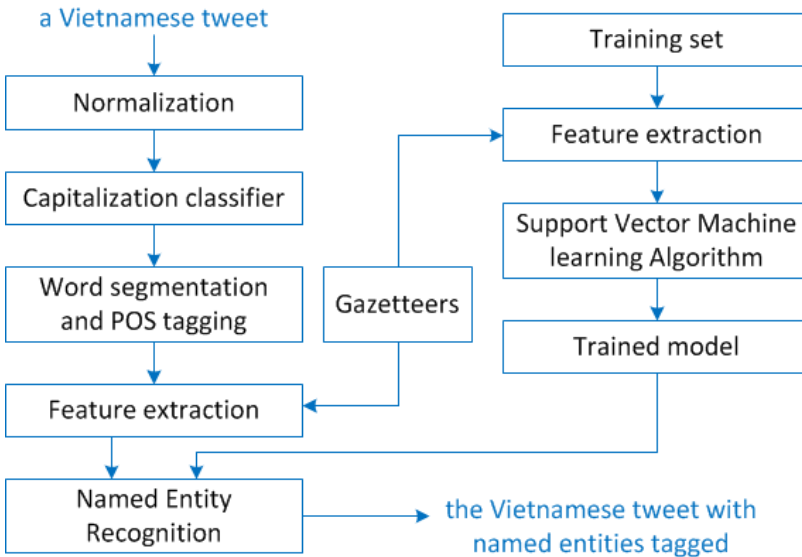 a Vietnamese tweet
Normalization
Capitalization classifier
Word segmentation
and POS tagging
Feature extraction
Named Entity
Recognition
Gazetteers
Training set
Feature extraction
Support Vector Machine
learning Algorithm
Trained model
the Vietnamese tweet with
named entities tagged